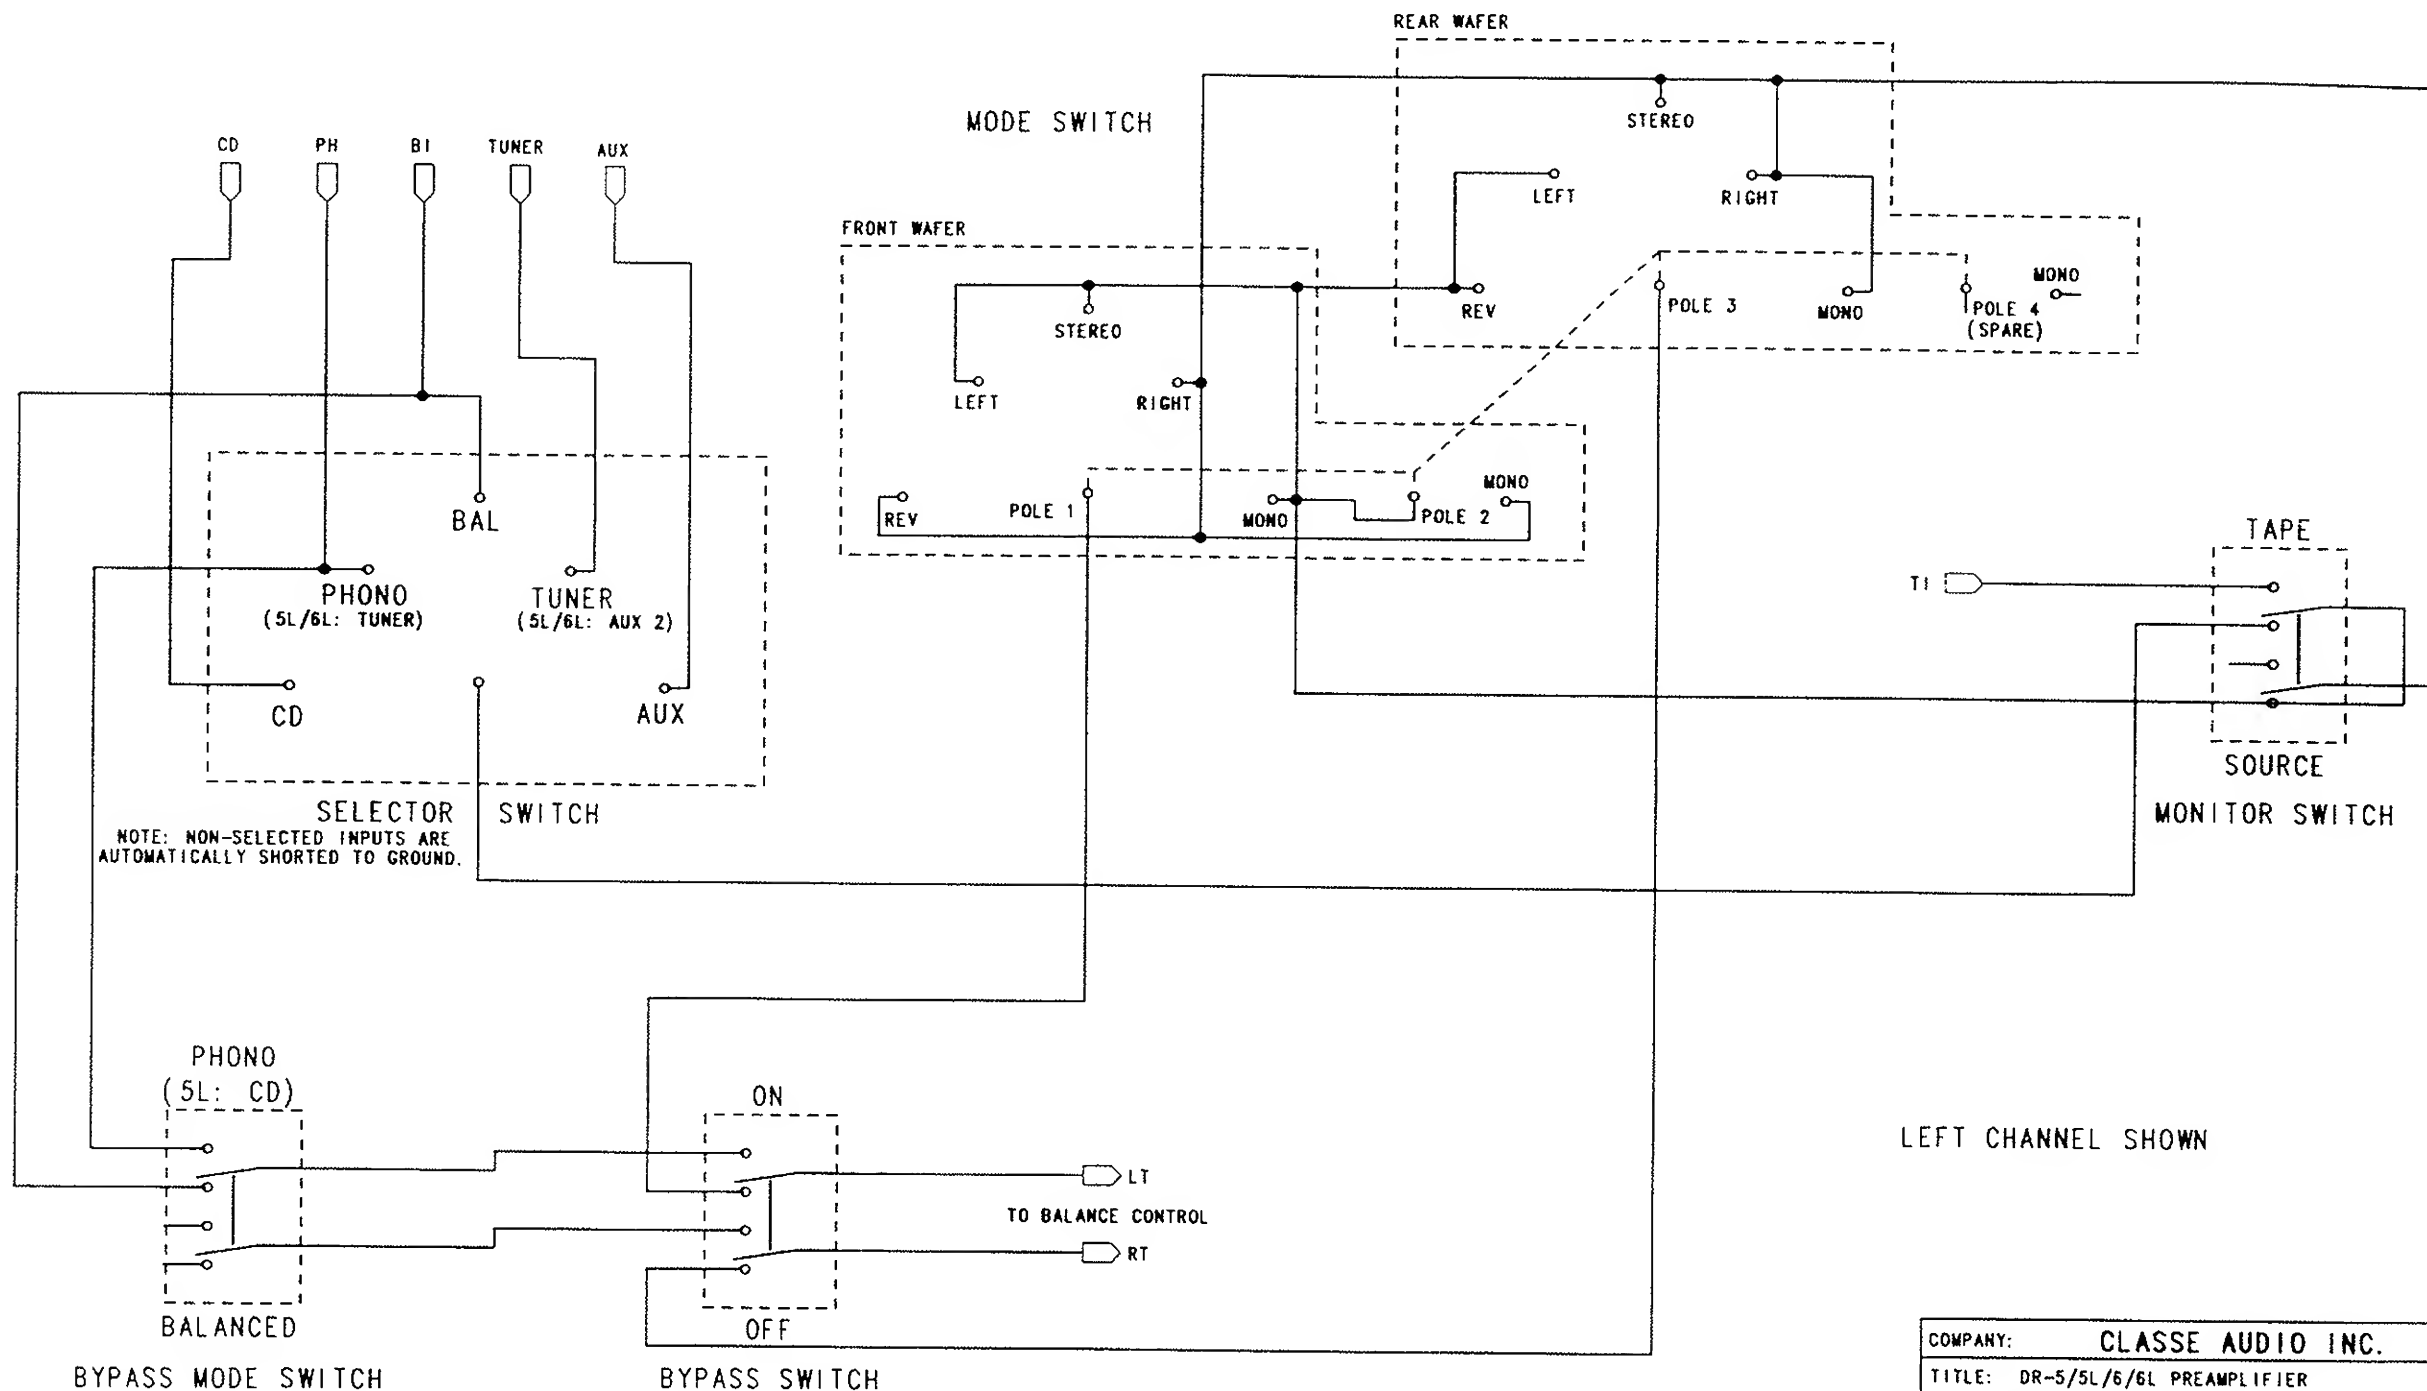 REAR WAFER
MODE SWITCH
STEREO
LEFT
RIGHT
REV
POLE 3
MONO
POLE 4
(SPARE)
MONO
CD
PH
BI
TUNER
AUX
FRONT WAFER
STEREO
LEFT
RIGHT
REV
POLE 1
MONO
POLE 2
MONO
BAL
PHONO
(5L/6L: TUNER)
TUNER
(5L/6L: AUX 2)
CD
AUX
SELECTOR SWITCH
NOTE: NON-SELECTED INPUTS ARE
AUTOMATICALLY SHORTED TO GROUND.
TAPE
TI
SOURCE
MONITOR SWITCH
PHONO
(5L: CD)
BALANCED
BYPASS MODE SWITCH
ON
OFF
BYPASS SWITCH
LT
TO BALANCE CONTROL
RT
LEFT CHANNEL SHOWN
COMPANY: CLASSE AUDIO INC.
TITLE: DR-5/5L/6/6L PREAMPLIFIER